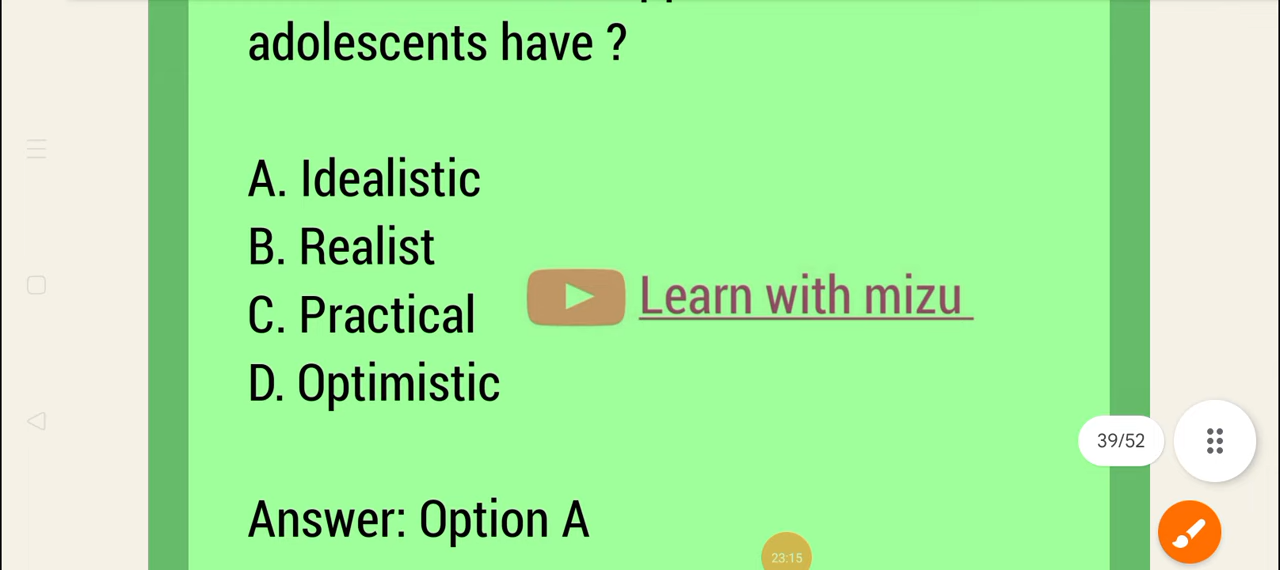 adolescents have ?
A. Idealistic
B. Realist
C. Practical
Learn with mizu
D. Optimistic
39/52
Answer: Option A
23:15